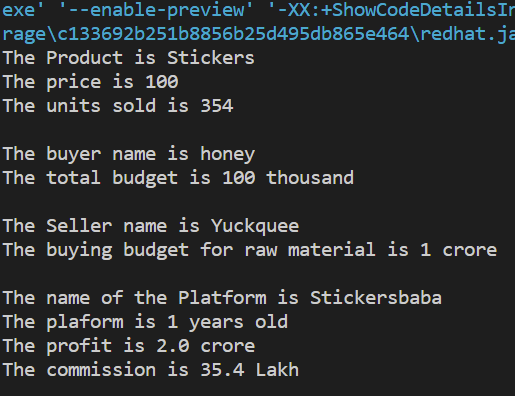 exe' '--enable-preview' '-XX:+ShowCodeDetailsIn
rage\c133692b251b8856b25d495db865e464\redhat.ja
The Product is Stickers
The price is 100
The units sold is 354
The buyer name is honey
The total budget is 100 thousand
The Seller name is Yuckquee
The buying budget for raw material is 1 crore
The name of the Platform is Stickersbaba
The plaform is 1 years old
The profit is 2.0 crore
The commission is 35.4 Lakh